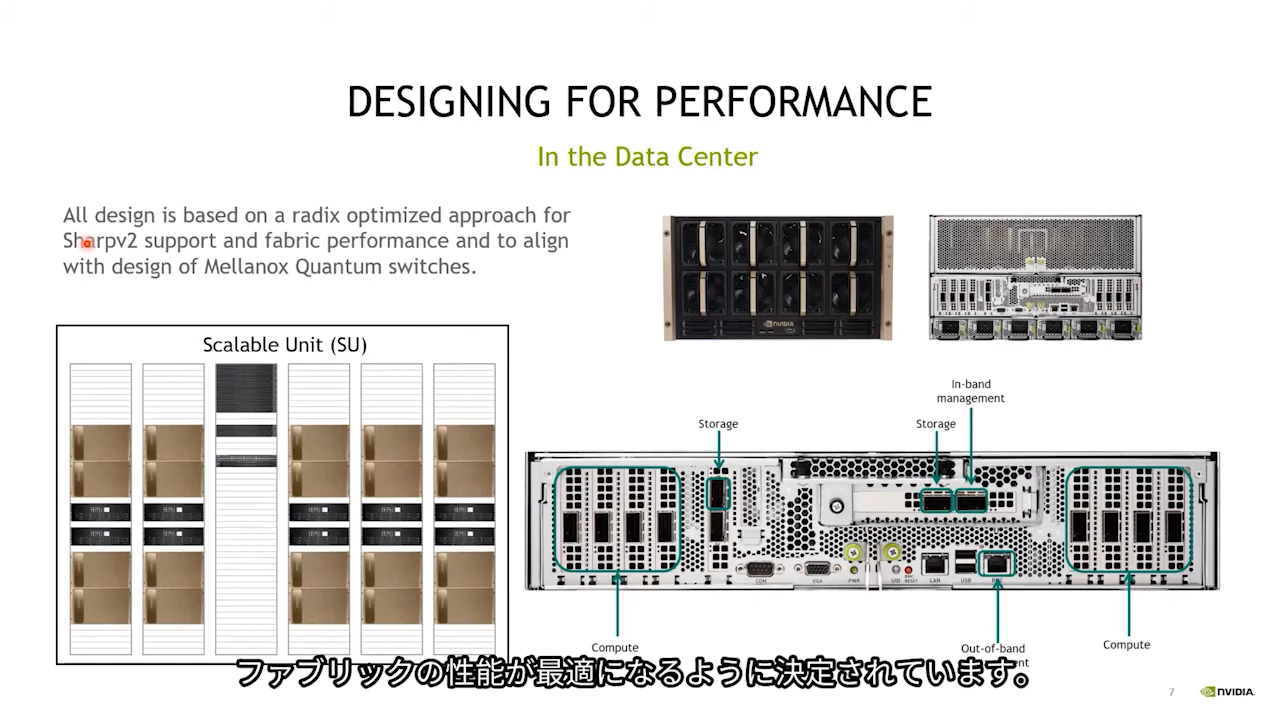 DESIGNING FOR PERFORMANCE
In the Data Center
All design is based on a radix optimized approach for
Sharpv2 support and fabric performance and to align
with design of Mellanox Quantum switches.
NVIDIA
Scalable Unit (SU)
In-band
management
Storage
Storage
COM
VGA
PWR
UID
LAN
USB
Compute
Out-of-band
Compute
ファブリックの性能が最適になるように決定されています。
7
NVIDIA